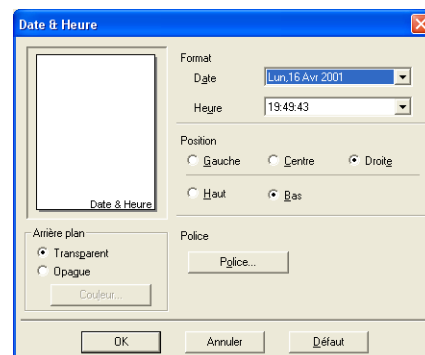 Date & Heure
Format
Date
Lun,16 Avr 2001
Heure
19:49:43
Position
Gauche
Centre
Droite
Haut
Bas
Date & Heure
Arrière plan
Transparent
Opaque
Couleur...
Police
Police...
OK
Annuler
Défaut